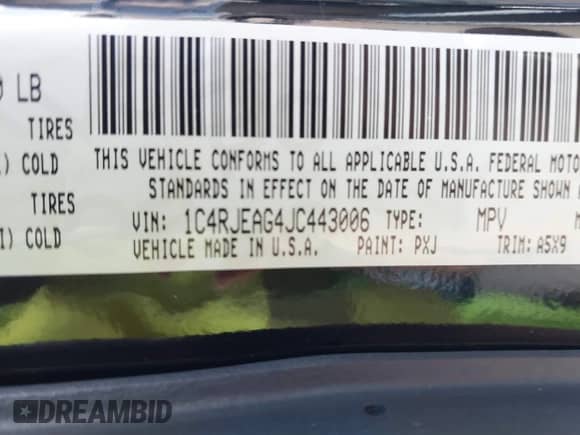 LB
TIRES
COLD
TIRES
COLD
THIS VEHICLE CONFORMS TO ALL APPLICABLE U.S.A. FEDERAL MOTO
STANDARDS IN EFFECT ON THE DATE OF MANUFACTURE SHOWN
VIN: 1C4RJEAG4JC443006 TYPE: MPV
VEHICLE MADE IN U.S.A. PAINT: PXJ TRIM: A5X9
DREAMBID